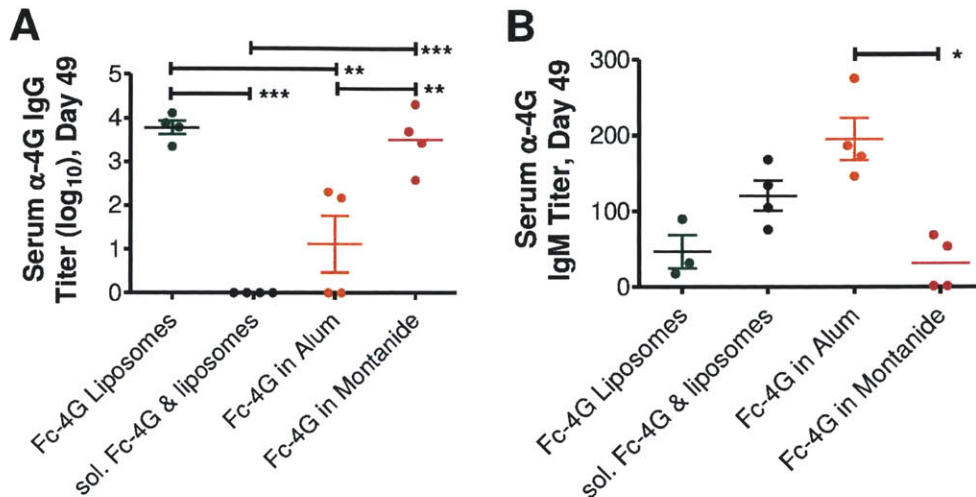 A
Serum α-4G IgG
Titer (log10), Day 49
5
4
3
2
1
0
***
**
***
**
Fc-4G Liposomes
sol. Fc-4G & liposomes
Fc-4G in Alum
Fc-4G in Montanide
B
Serum α-4G
IgM Titer, Day 49
300
200
100
0
*
Fc-4G Liposomes
sol. Fc-4G & liposomes
Fc-4G in Alum
Fc-4G in Montanide